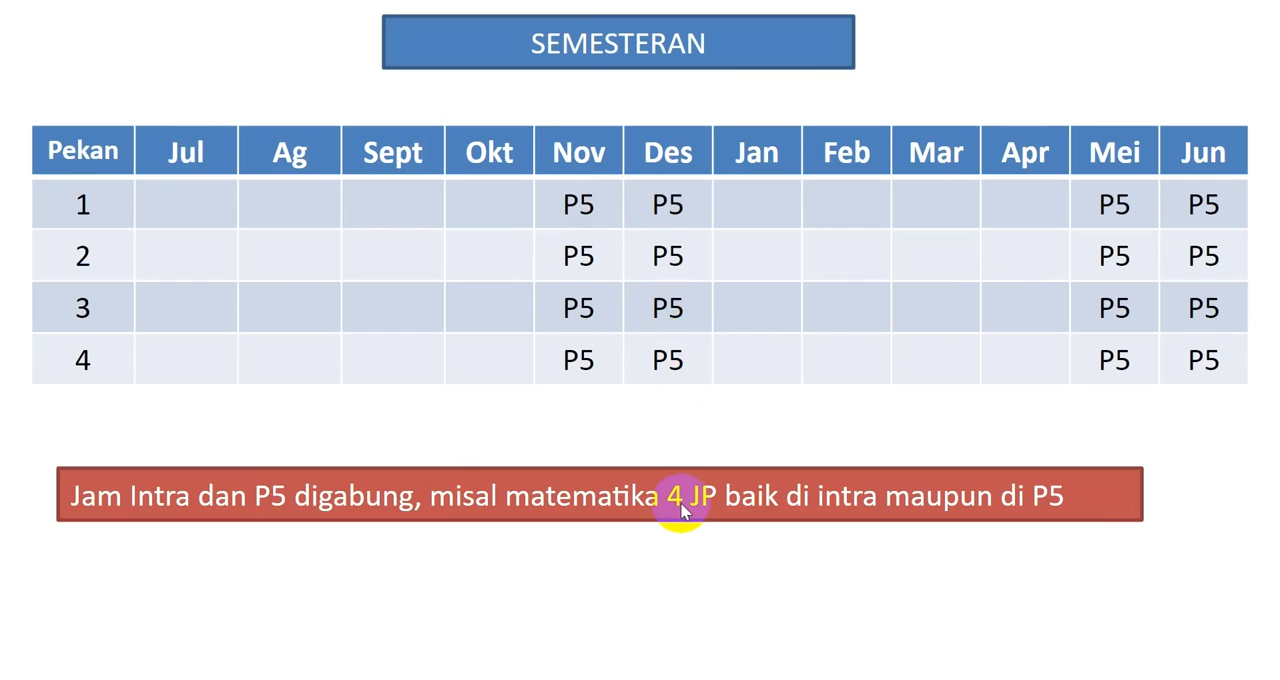 SEMESTERAN
Pekan Jul Ag Sept Okt Nov Des Jan Feb Mar Apr Mei Jun
1 P5 P5 P5 P5
2 P5 P5 P5 P5
3 P5 P5 P5 P5
4 P5 P5 P5 P5
Jam Intra dan P5 digabung, misal matematika 4 JP baik di intra maupun di P5